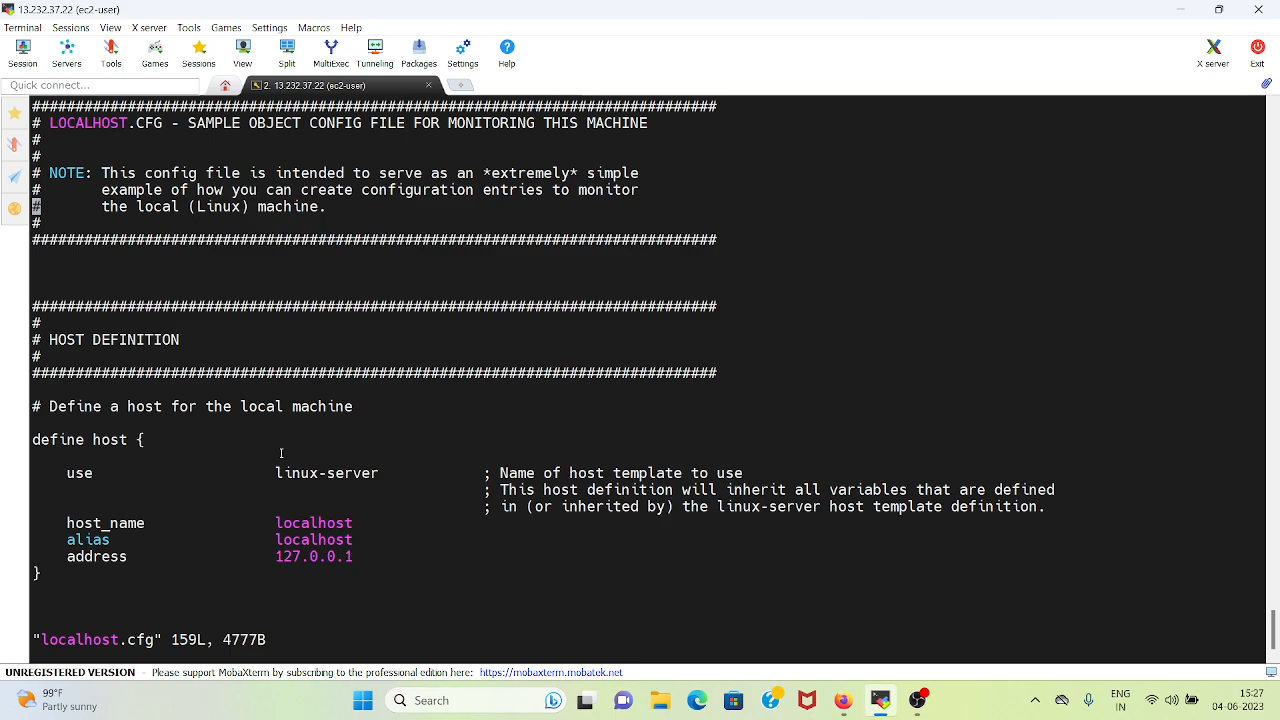 13.232.37.22 (ec2-user)
Terminal Sessions View X server Tools Games Settings Macros Help
Session Servers Tools Games Sessions View Split MultiExec Tunneling Packages Settings Help X server Exit
Quick connect... 2. 13.232.37.22 (ec2-user)
###############################################################################
# LOCALHOST.CFG - SAMPLE OBJECT CONFIG FILE FOR MONITORING THIS MACHINE
#
#
# NOTE: This config file is intended to serve as an *extremely* simple
#       example of how you can create configuration entries to monitor
#       the local (Linux) machine.
#
###############################################################################
###############################################################################
#
# HOST DEFINITION
#
###############################################################################
# Define a host for the local machine
define host {
use                     linux-server            ; Name of host template to use
; This host definition will inherit all variables that are defined
; in (or inherited by) the linux-server host template definition.
host_name               localhost
alias                   localhost
address                 127.0.0.1
}
"localhost.cfg" 159L, 4777B
UNREGISTERED VERSION - Please support MobaXterm by subscribing to the professional edition here: https://mobaxterm.mobatek.net
99°F
Partly sunny
Search
ENG
IN
15:27
04-06-2023